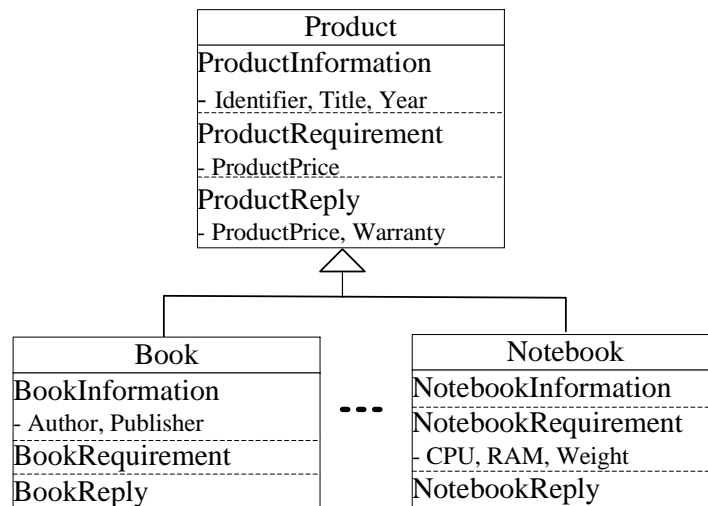 Product
ProductInformation
- Identifier, Title, Year
ProductRequirement
- ProductPrice
ProductReply
- ProductPrice, Warranty
Book
BookInformation
- Author, Publisher
BookRequirement
BookReply
Notebook
NotebookInformation
NotebookRequirement
- CPU, RAM, Weight
NotebookReply